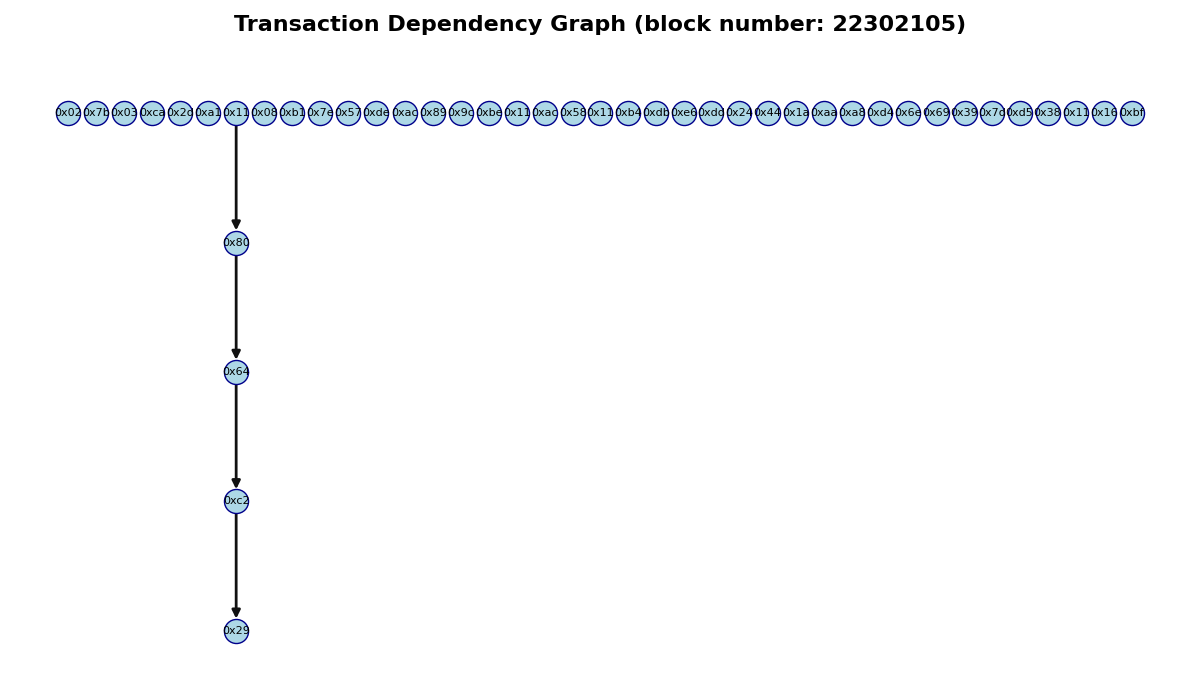 Transaction Dependency Graph (block number: 22302105)
0x02 0x7b 0x03 0xca 0x2d 0xa1 0x11 0x08 0xb1 0x7e 0x57 0xde 0xac 0x89 0x9c 0xbe 0x11 0xac 0x58 0x11 0xb4 0xdb 0xe6 0xdd 0x24 0x44 0x1a 0xaa 0xa8 0xd4 0x6e 0x69 0x39 0x7d 0xd5 0x38 0x11 0x16 0xbf
0x80
0x64
0xc2
0x29